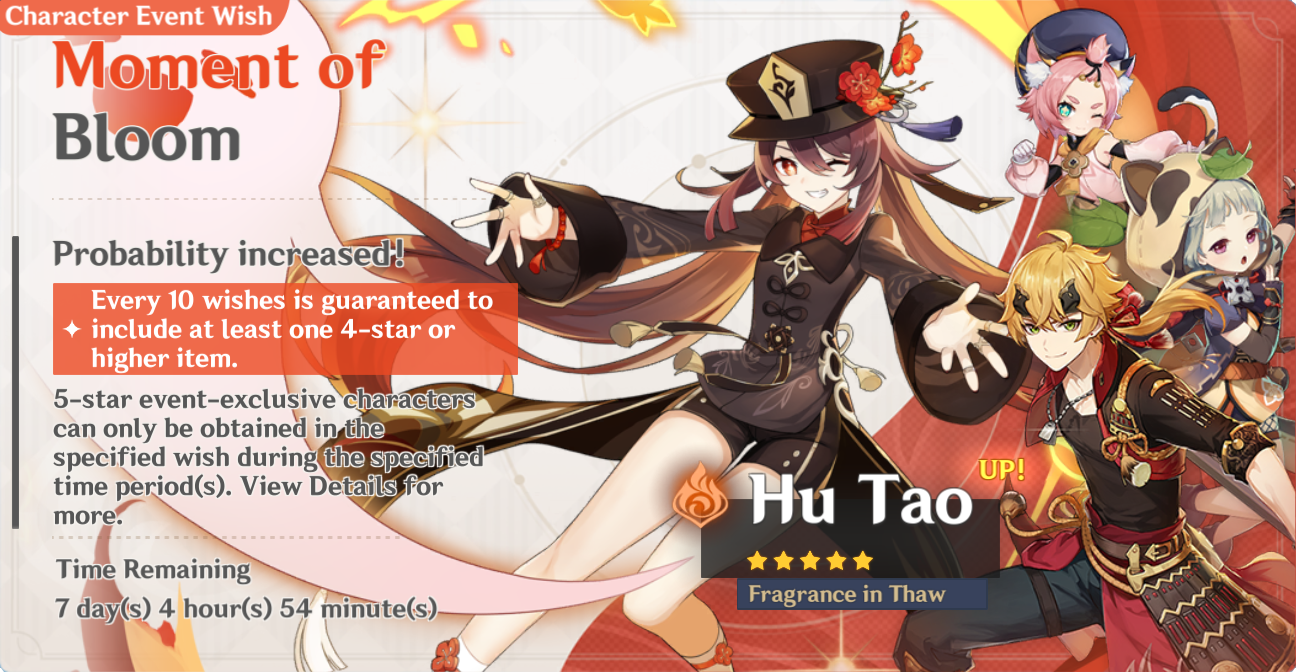 Character Event Wish
Moment of
Bloom
Probability increased!
Every 10 wishes is guaranteed to
include at least one 4-star or
higher item.
5-star event-exclusive characters
can only be obtained in the
specified wish during the specified
time period(s). View Details for
more.
Time Remaining
7 day(s) 4 hour(s) 54 minute(s)
UP!
Hu Tao
Fragrance in Thaw